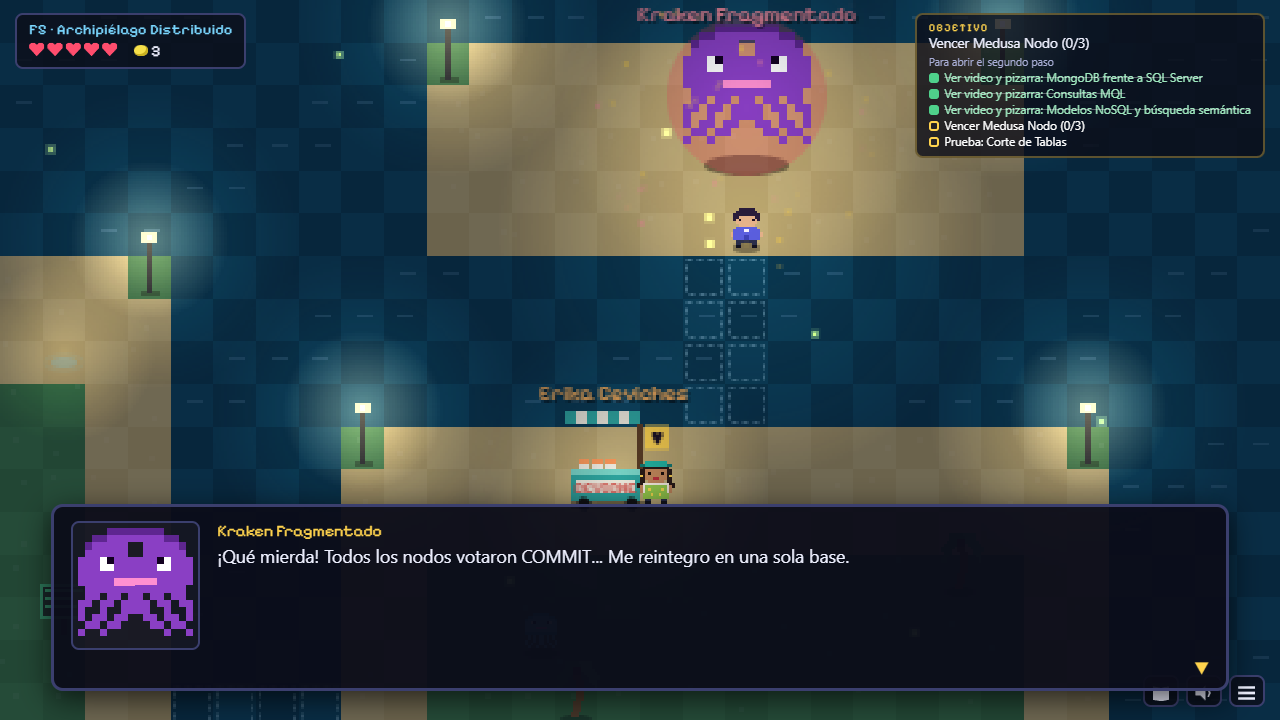 F5 · Archipiélago Distribuido
3
Kraken Fragmentado
OBJETIVO
Vencer Medusa Nodo (0/3)
Para abrir el segundo paso
Ver video y pizarra: MongoDB frente a SQL Server
Ver video y pizarra: Consultas MQL
Ver video y pizarra: Modelos NoSQL y búsqueda semántica
Vencer Medusa Nodo (0/3)
Prueba: Corte de Tablas
Erika Ceviches
Kraken Fragmentado
¡Qué mierda! Todos los nodos votaron COMMIT... Me reintegro en una sola base.